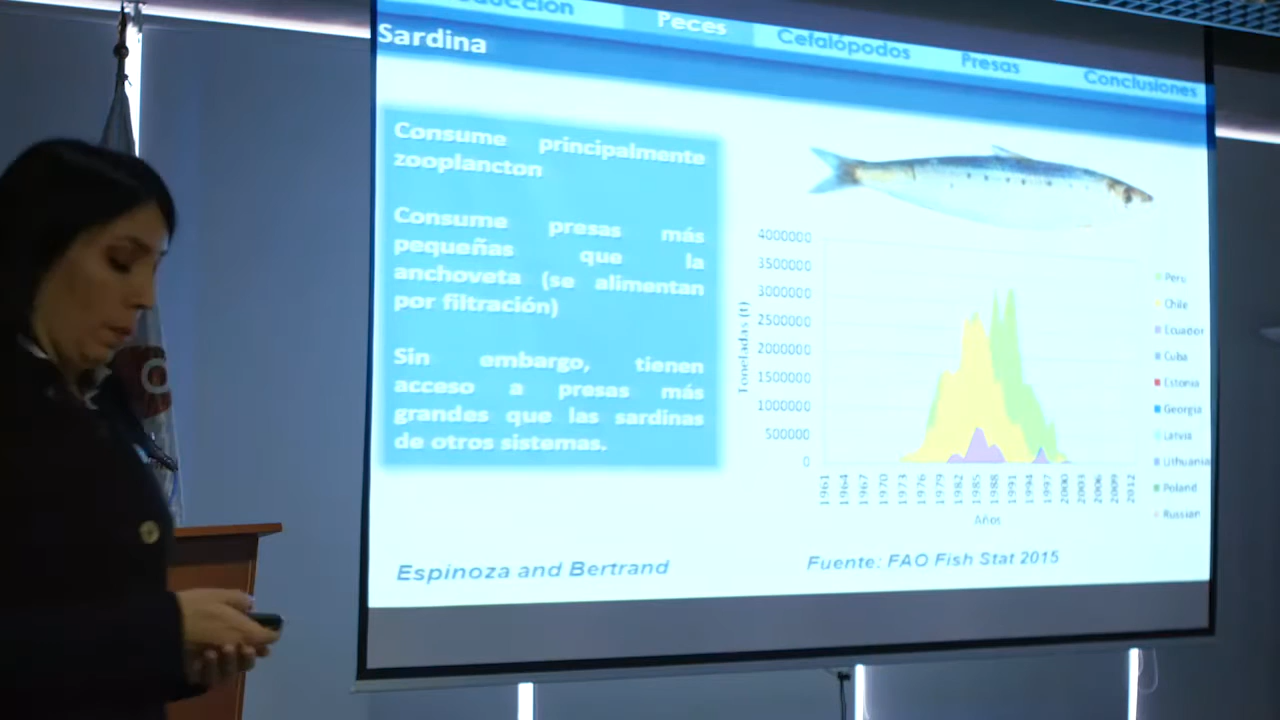 Peces
Cefalópodos
Presas
Conclusiones
Sardina
Consume principalmente
zooplancton
Consume presas más
pequeñas que la
anchoveta (se alimentan
por filtración)
Sin embargo, tienen
acceso a presas más
grandes que las sardinas
de otros sistemas.
Espinoza and Bertrand
4000000
3500000
3000000
2500000
2000000
1500000
1000000
500000
0
Toneladas (t)
1961
1964
1967
1970
1973
1976
1979
1982
1985
1988
1991
1994
1997
2000
2003
2006
2009
2012
Años
Peru
Chile
Ecuador
Cuba
Estonia
Georgia
Latvia
Lithuania
Poland
Russian
Fuente: FAO Fish Stat 2015